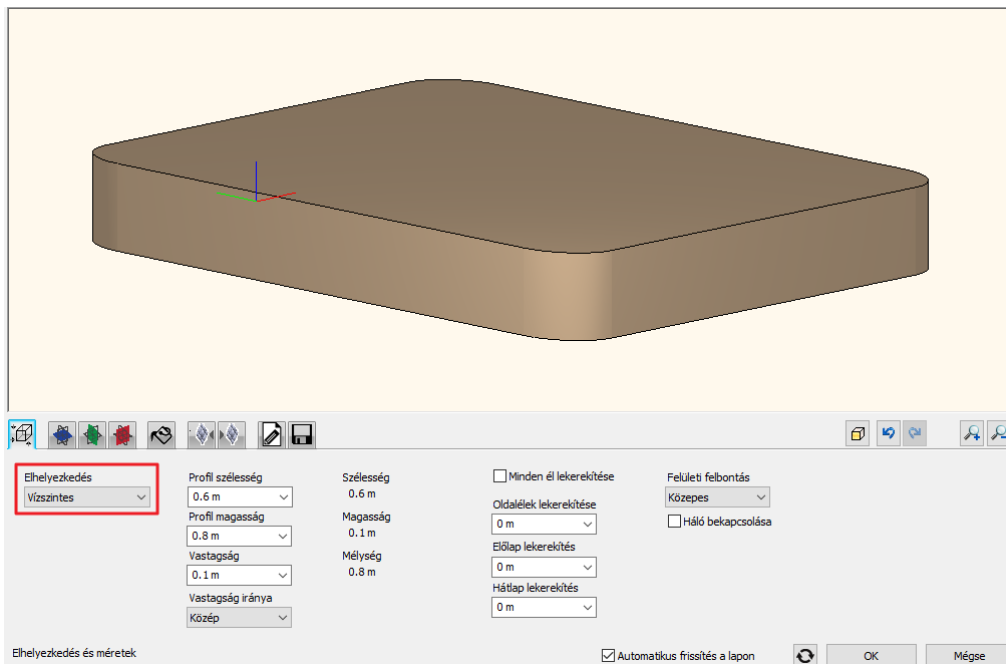 Elhelyezkedés
Vízszintes
Profil szélesség
0.6 m
Profil magasság
0.8 m
Vastagság
0.1 m
Vastagság iránya
Közép
Szélesség
0.6 m
Magasság
0.1 m
Mélység
0.8 m
Minden él lekerekítése
Oldalélek lekerekítése
0 m
Előlap lekerekítés
0 m
Hátlap lekerekítés
0 m
Felületi felbontás
Közepes
Háló bekapcsolása
Elhelyezkedés és méretek
Automatikus frissítés a lapon
OK
Mégse